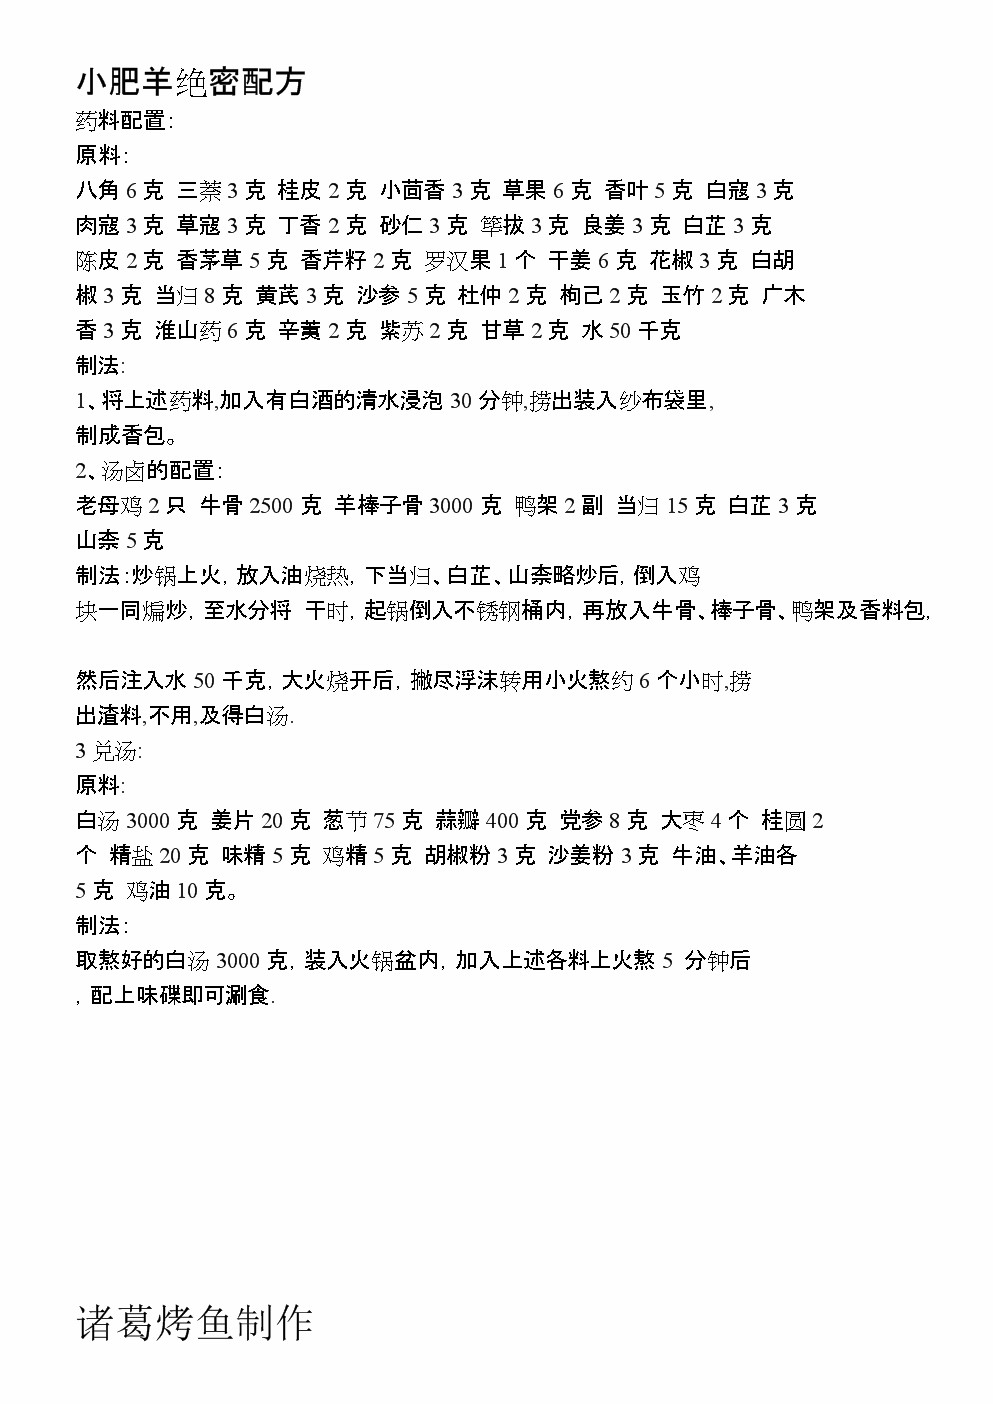 小肥羊绝密配方
药料配置:
原料:
八角 6 克 三萘 3 克 桂皮 2 克 小茴香 3 克 草果 6 克 香叶 5 克 白寇 3 克
肉寇 3 克 草寇 3 克 丁香 2 克 砂仁 3 克 筚拔 3 克 良姜 3 克 白芷 3 克
陈皮 2 克 香茅草 5 克 香芹籽 2 克 罗汉果 1 个 干姜 6 克 花椒 3 克 白胡
椒 3 克 当归 8 克 黄芪 3 克 沙参 5 克 杜仲 2 克 枸己 2 克 玉竹 2 克 广木
香 3 克 淮山药 6 克 辛荑 2 克 紫苏 2 克 甘草 2 克 水 50 千克
制法:
1、将上述药料,加入有白酒的清水浸泡 30 分钟,捞出装入纱布袋里,
制成香包。
2、汤卤的配置:
老母鸡 2 只 牛骨 2500 克 羊棒子骨 3000 克 鸭架 2 副 当归 15 克 白芷 3 克
山柰 5 克
制法:炒锅上火, 放入油烧热, 下当归、白芷、山柰略炒后, 倒入鸡
块一同煸炒, 至水分将 干时, 起锅倒入不锈钢桶内, 再放入牛骨、棒子骨、鸭架及香料包,
然后注入水 50 千克, 大火烧开后, 撇尽浮沫转用小火熬约 6 个小时,捞
出渣料,不用,及得白汤.
3 兑汤:
原料:
白汤 3000 克 姜片 20 克 葱节 75 克 蒜瓣 400 克 党参 8 克 大枣 4 个 桂圆 2
个 精盐 20 克 味精 5 克 鸡精 5 克 胡椒粉 3 克 沙姜粉 3 克 牛油、羊油各
5 克 鸡油 10 克。
制法:
取熬好的白汤 3000 克, 装入火锅盆内, 加入上述各料上火熬 5 分钟后
, 配上味碟即可涮食.
诸葛烤鱼制作